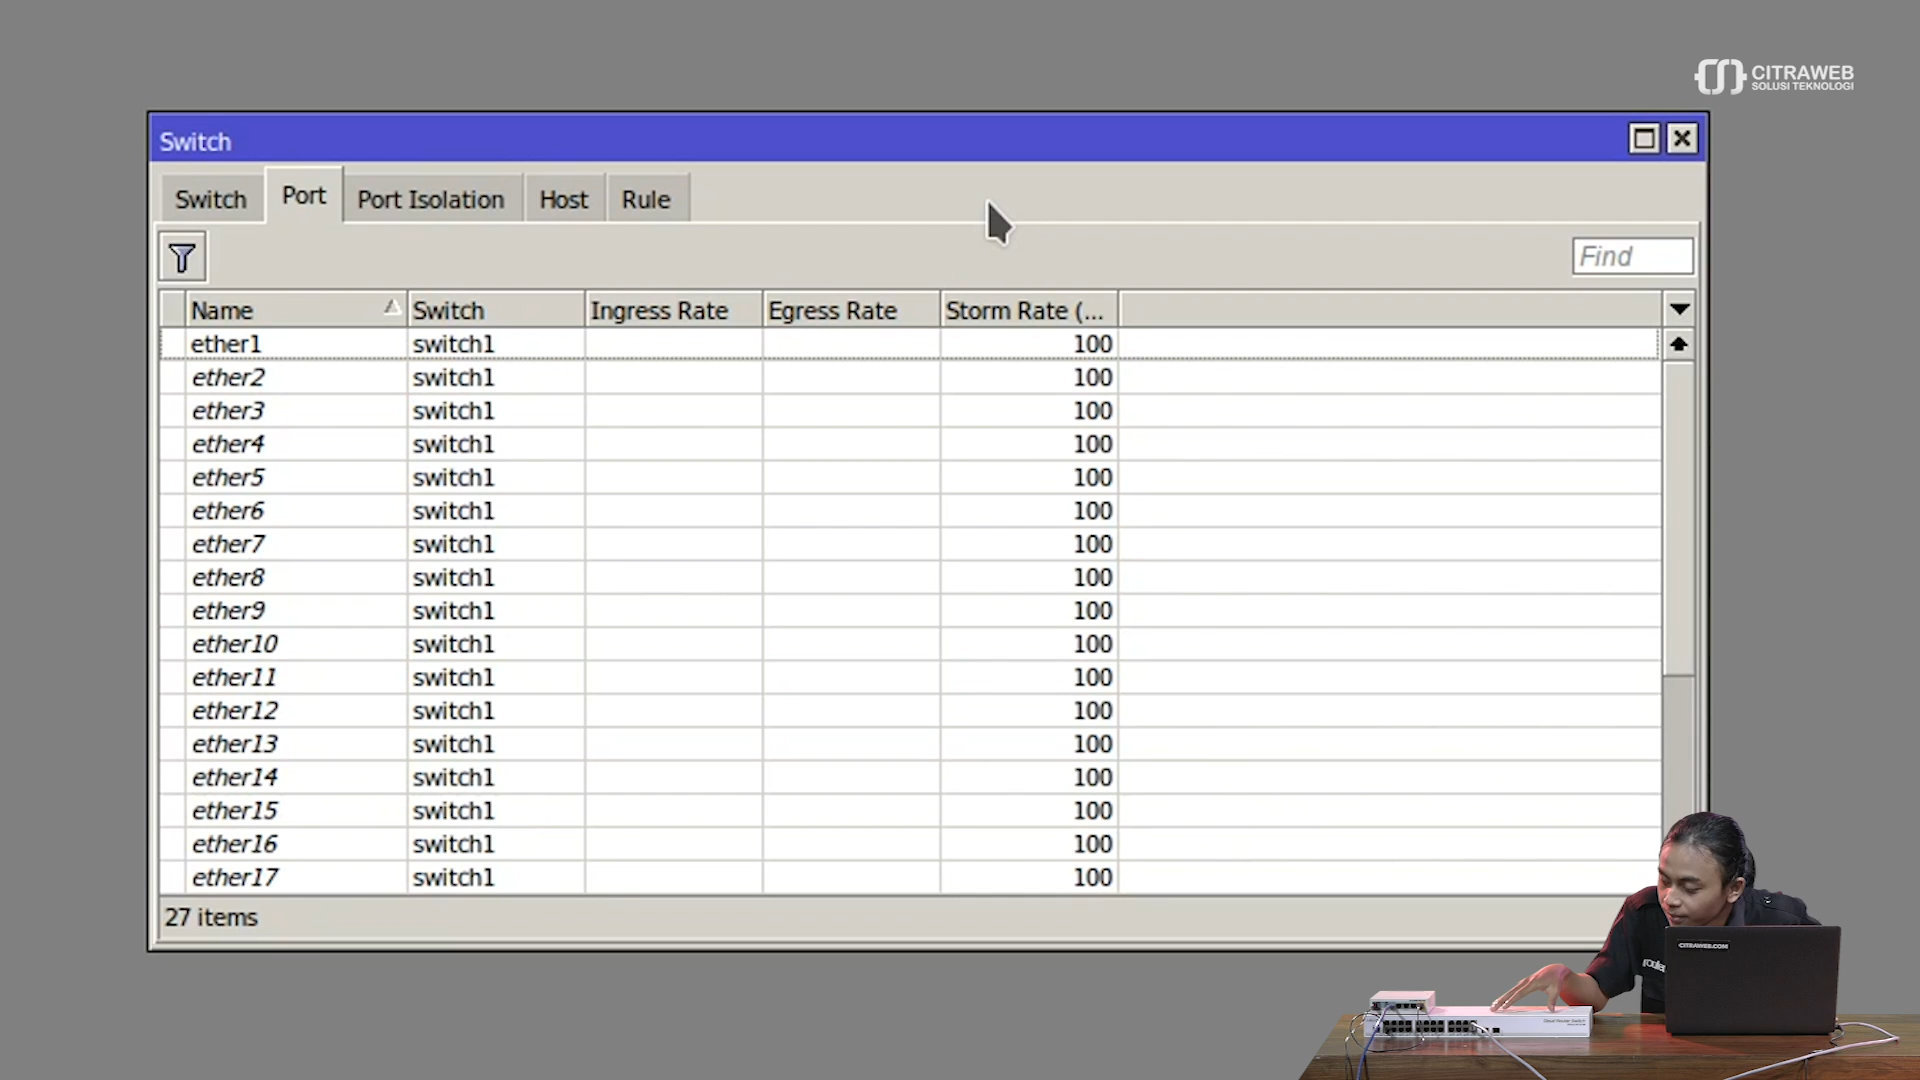 CITRAWEB
SOLUSI TEKNOLOGI
Switch
Switch Port Port Isolation Host Rule
Find
Name Switch Ingress Rate Egress Rate Storm Rate (...
ether1 switch1 100
ether2 switch1 100
ether3 switch1 100
ether4 switch1 100
ether5 switch1 100
ether6 switch1 100
ether7 switch1 100
ether8 switch1 100
ether9 switch1 100
ether10 switch1 100
ether11 switch1 100
ether12 switch1 100
ether13 switch1 100
ether14 switch1 100
ether15 switch1 100
ether16 switch1 100
ether17 switch1 100
27 items
CITRAWEB.COM